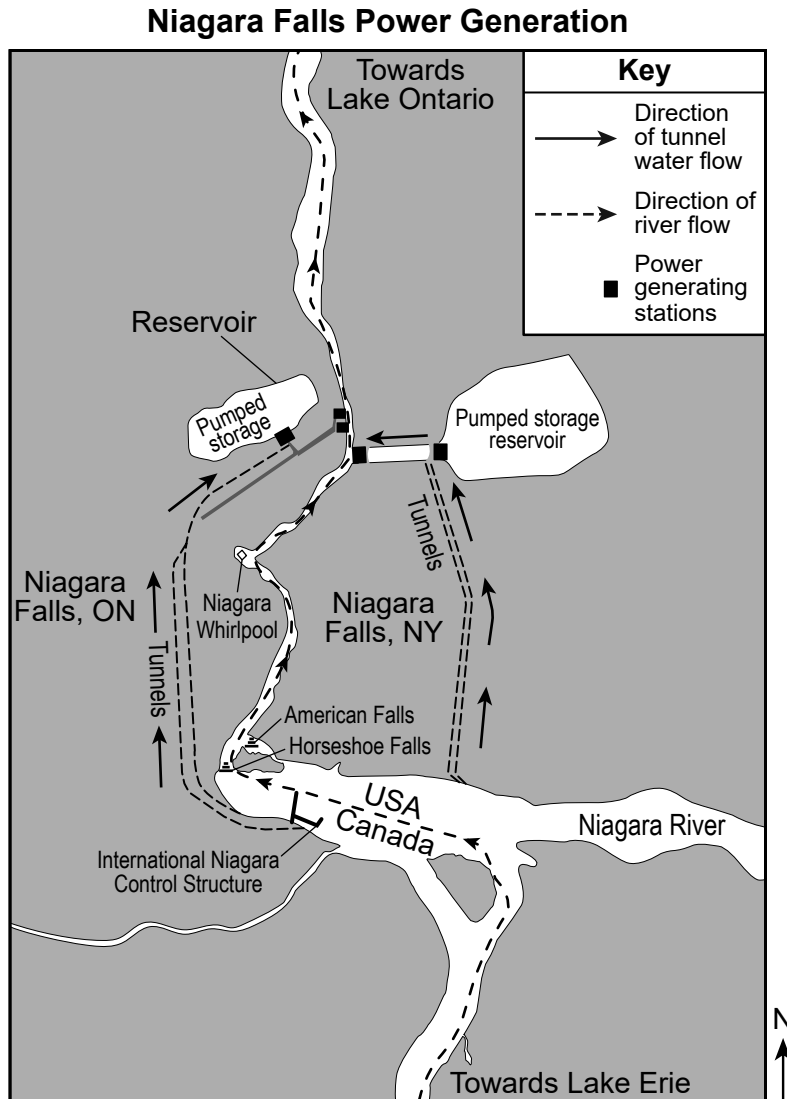 Niagara Falls Power Generation
Towards
Lake Ontario
Key
Direction
of tunnel
water flow
Direction of
river flow
Power
generating
stations
Reservoir
Pumped
storage
Pumped storage
reservoir
Tunnels
Niagara
Falls, ON
Niagara
Whirlpool
Niagara
Falls, NY
Tunnels
American Falls
Horseshoe Falls
USA
Canada
Niagara River
International Niagara
Control Structure
N
Towards Lake Erie